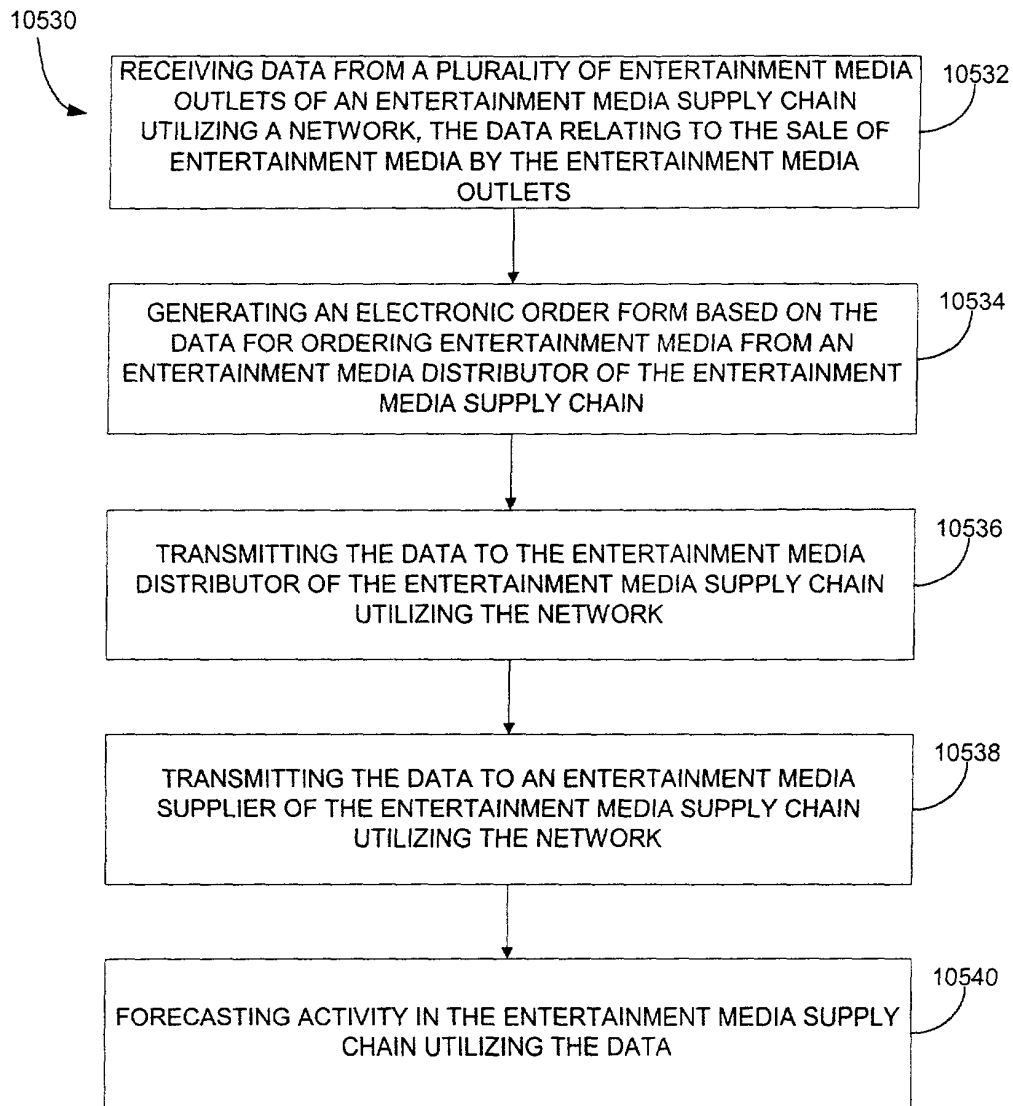 10530
RECEIVING DATA FROM A PLURALITY OF ENTERTAINMENT MEDIA
OUTLETS OF AN ENTERTAINMENT MEDIA SUPPLY CHAIN
UTILIZING A NETWORK, THE DATA RELATING TO THE SALE OF
ENTERTAINMENT MEDIA BY THE ENTERTAINMENT MEDIA
OUTLETS
10532
GENERATING AN ELECTRONIC ORDER FORM BASED ON THE
DATA FOR ORDERING ENTERTAINMENT MEDIA FROM AN
ENTERTAINMENT MEDIA DISTRIBUTOR OF THE ENTERTAINMENT
MEDIA SUPPLY CHAIN
10534
TRANSMITTING THE DATA TO THE ENTERTAINMENT MEDIA
DISTRIBUTOR OF THE ENTERTAINMENT MEDIA SUPPLY CHAIN
UTILIZING THE NETWORK
10536
TRANSMITTING THE DATA TO AN ENTERTAINMENT MEDIA
SUPPLIER OF THE ENTERTAINMENT MEDIA SUPPLY CHAIN
UTILIZING THE NETWORK
10538
FORECASTING ACTIVITY IN THE ENTERTAINMENT MEDIA SUPPLY
CHAIN UTILIZING THE DATA
10540